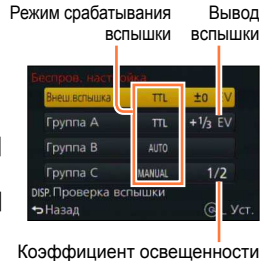 Режим срабатывания вспышки
Вывод вспышки
Беспров. настройка
Внеш.вспышка TTL ±0 EV
Группа A TTL +1/3 EV
Группа B AUTO
Группа C MANUAL 1/2
DISP.Проверка вспышки
Назад Уст.
Коэффициент освещенности